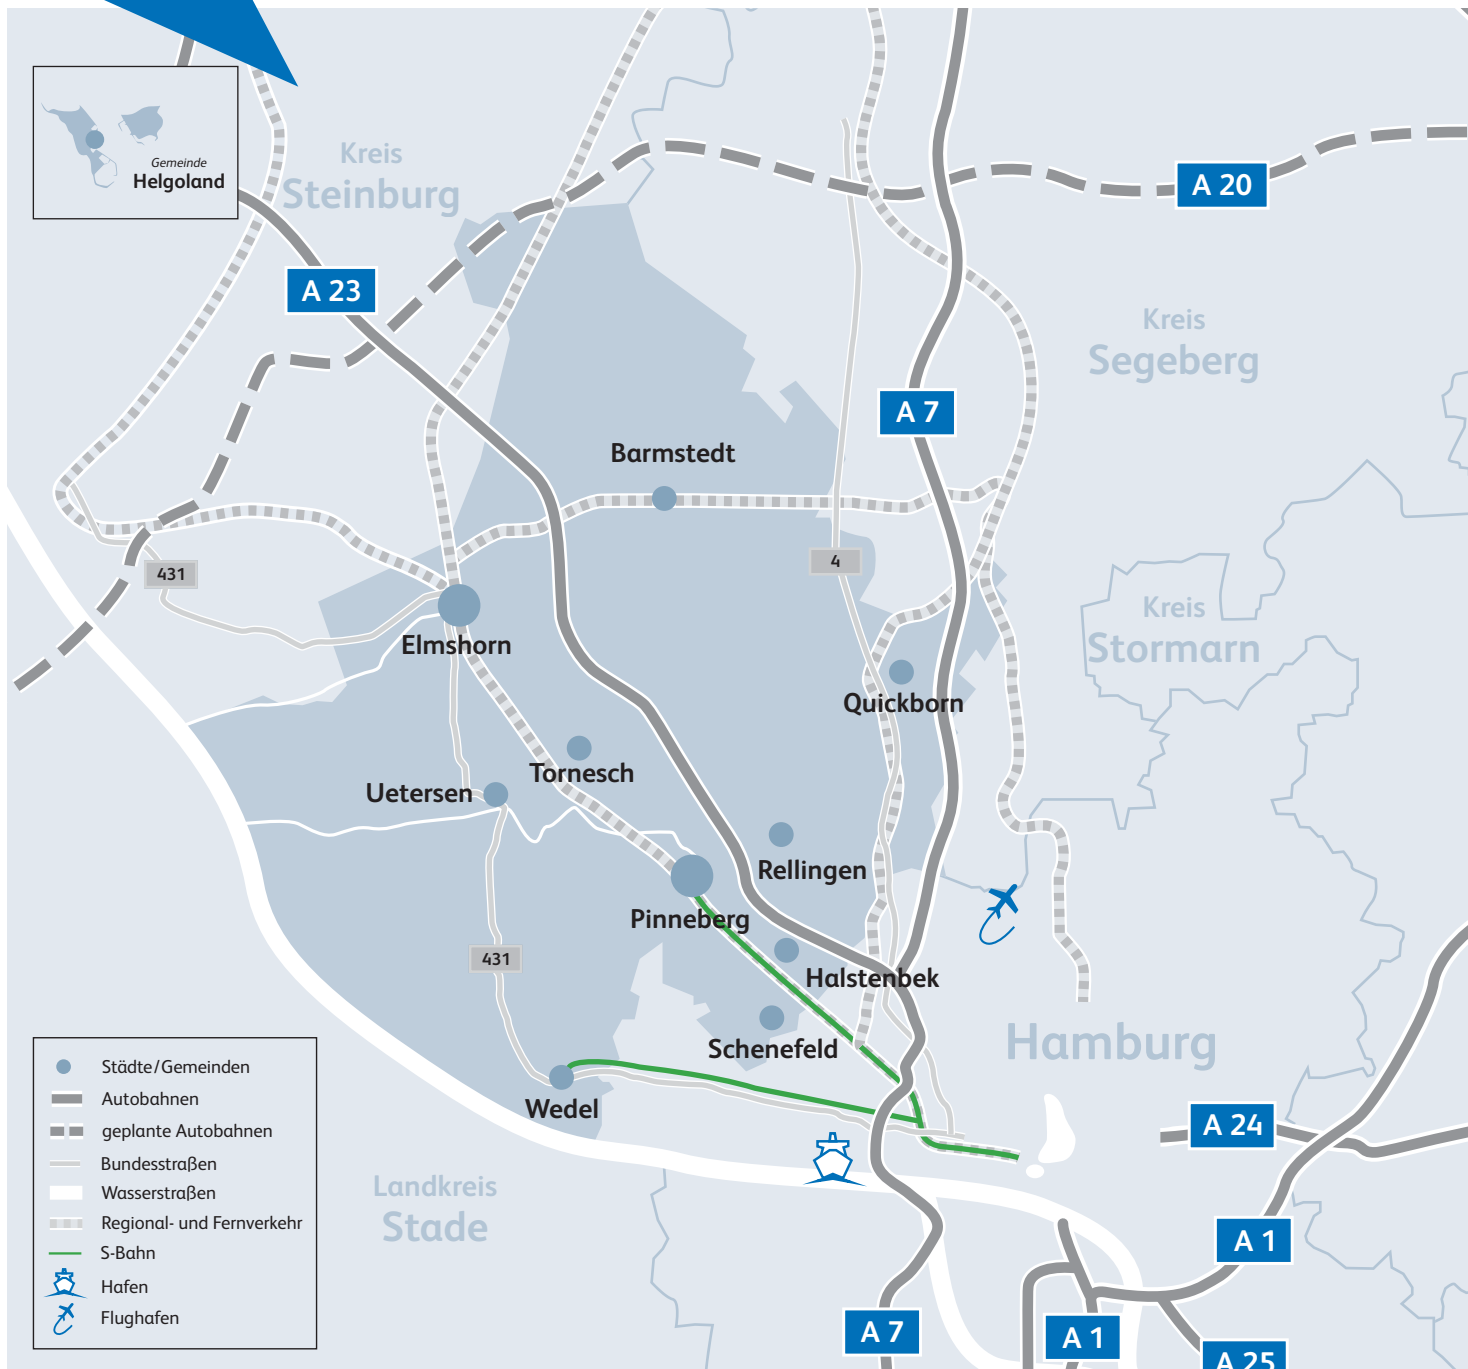 Gemeinde
Helgoland
Kreis
Steinburg
A 20
A 23
Kreis
Segeberg
A 7
Barmstedt
4
431
Kreis
Stormarn
Elmshorn
Quickborn
Tornesch
Uetersen
Rellingen
Pinneberg
431
Halstenbek
Hamburg
Schenefeld
Wedel
A 24
Landkreis
Stade
A 1
A 7
A 1
A 25
Städte/Gemeinden
Autobahnen
geplante Autobahnen
Bundesstraßen
Wasserstraßen
Regional- und Fernverkehr
S-Bahn
Hafen
Flughafen